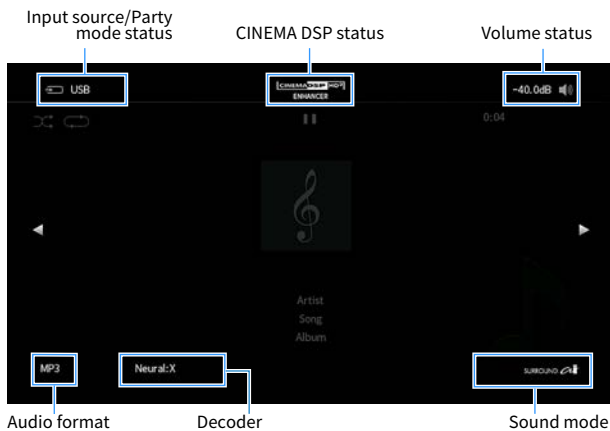 Input source/Party
mode status
CINEMA DSP status
Volume status
USB
CINEMA DSP HD³
ENHANCER
-40.0dB
0:04
Artist
Song
Album
MP3
Neural:X
SURROUND AI
Audio format
Decoder
Sound mode